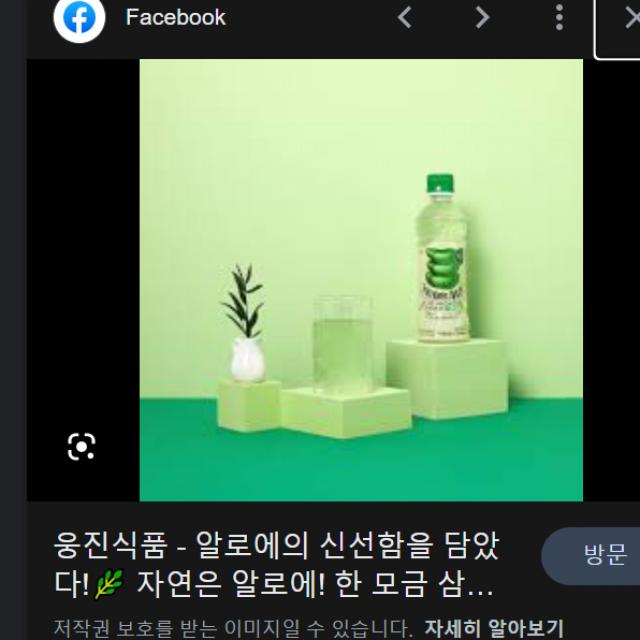 Facebook
웅진식품 - 알로에의 신선함을 담았
다!🌿 자연은 알로에! 한 모금 삼...
방문
저작권 보호를 받는 이미지일 수 있습니다. 자세히 알아보기